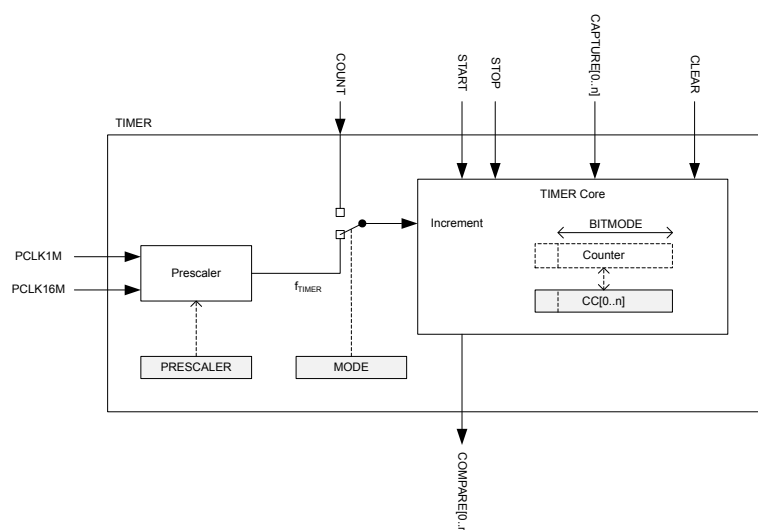 COUNT
START
STOP
CAPTURE[0..n]
CLEAR
TIMER
TIMER Core
Increment
BITMODE
Counter
CC[0..n]
PCLK1M
PCLK16M
Prescaler
fTIMER
PRESCALER
MODE